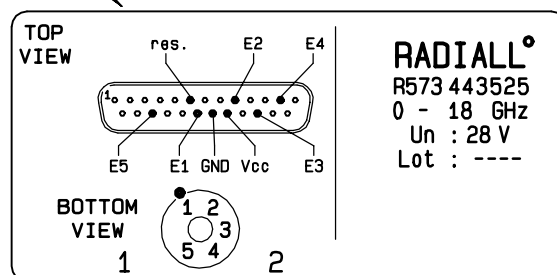 TOP
VIEW
res.
E2
E4
1
E5
E1
GND
Vcc
E3
BOTTOM
VIEW
1 2
3
5 4
1
2
RADIALL°
R573 443525
0 - 18 GHz
Un : 28 V
Lot : ----